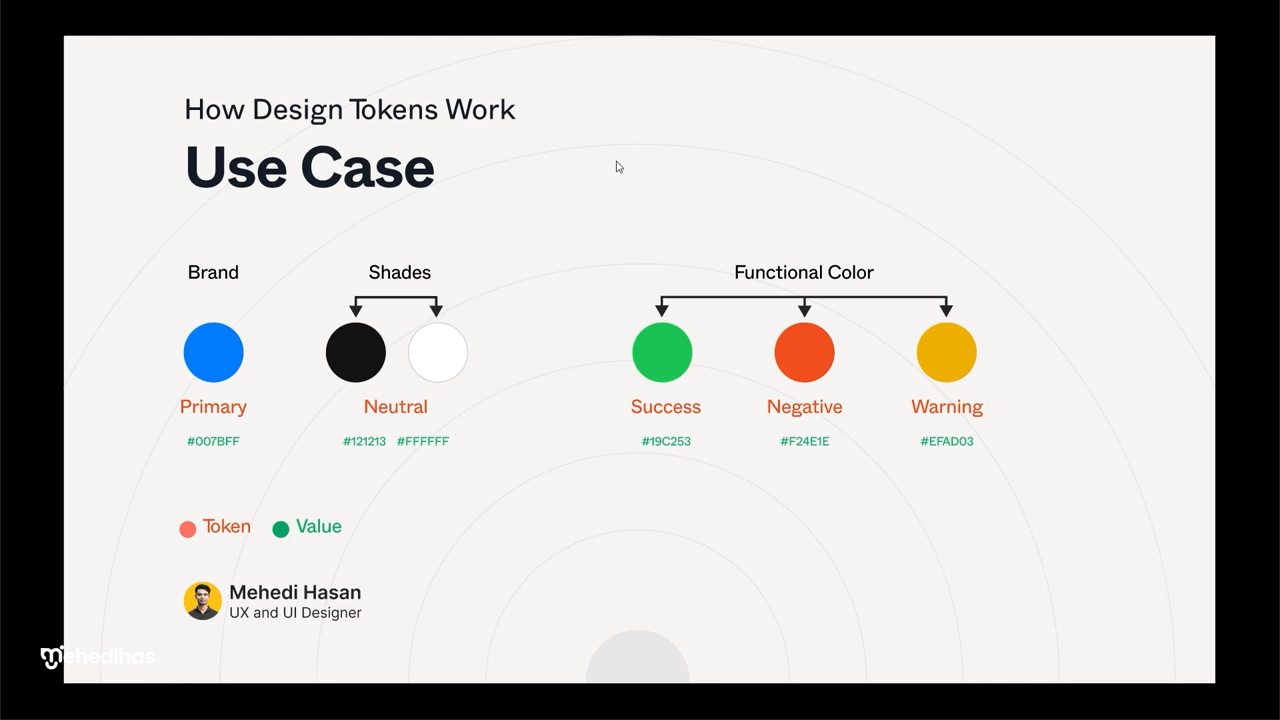 How Design Tokens Work
Use Case
Brand
Shades
Functional Color
Primary
Neutral
Success
Negative
Warning
#007BFF
#121213
#FFFFFF
#19C253
#F24E1E
#EFAD03
Token
Value
Mehedi Hasan
UX and UI Designer
mehedihas